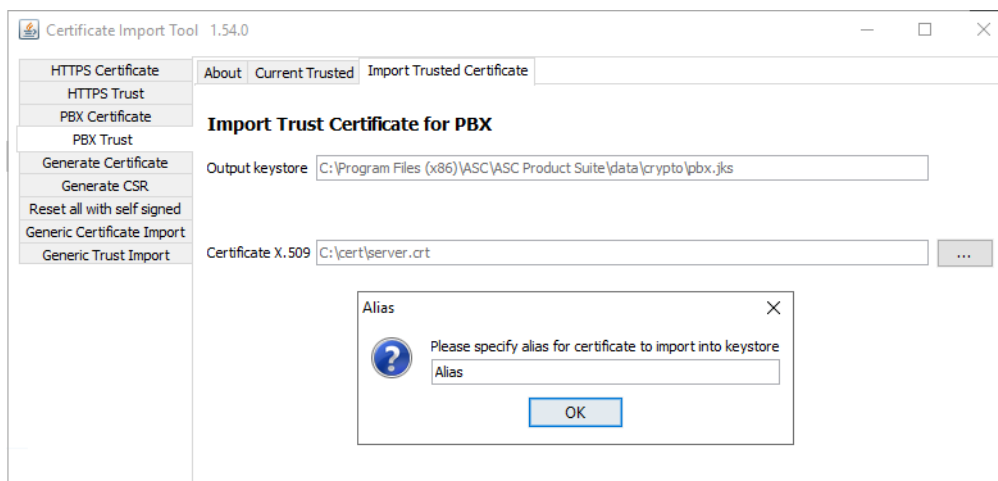 Certificate Import Tool 1.54.0
HTTPS Certificate
HTTPS Trust
PBX Certificate
PBX Trust
Generate Certificate
Generate CSR
Reset all with self signed
Generic Certificate Import
Generic Trust Import
About Current Trusted Import Trusted Certificate
Import Trust Certificate for PBX
Output keystore C:\Program Files (x86)\ASC\ASC Product Suite\data\crypto\pbx.jks
Certificate X.509 C:\cert\server.crt ...
Alias
Please specify alias for certificate to import into keystore
Alias
OK